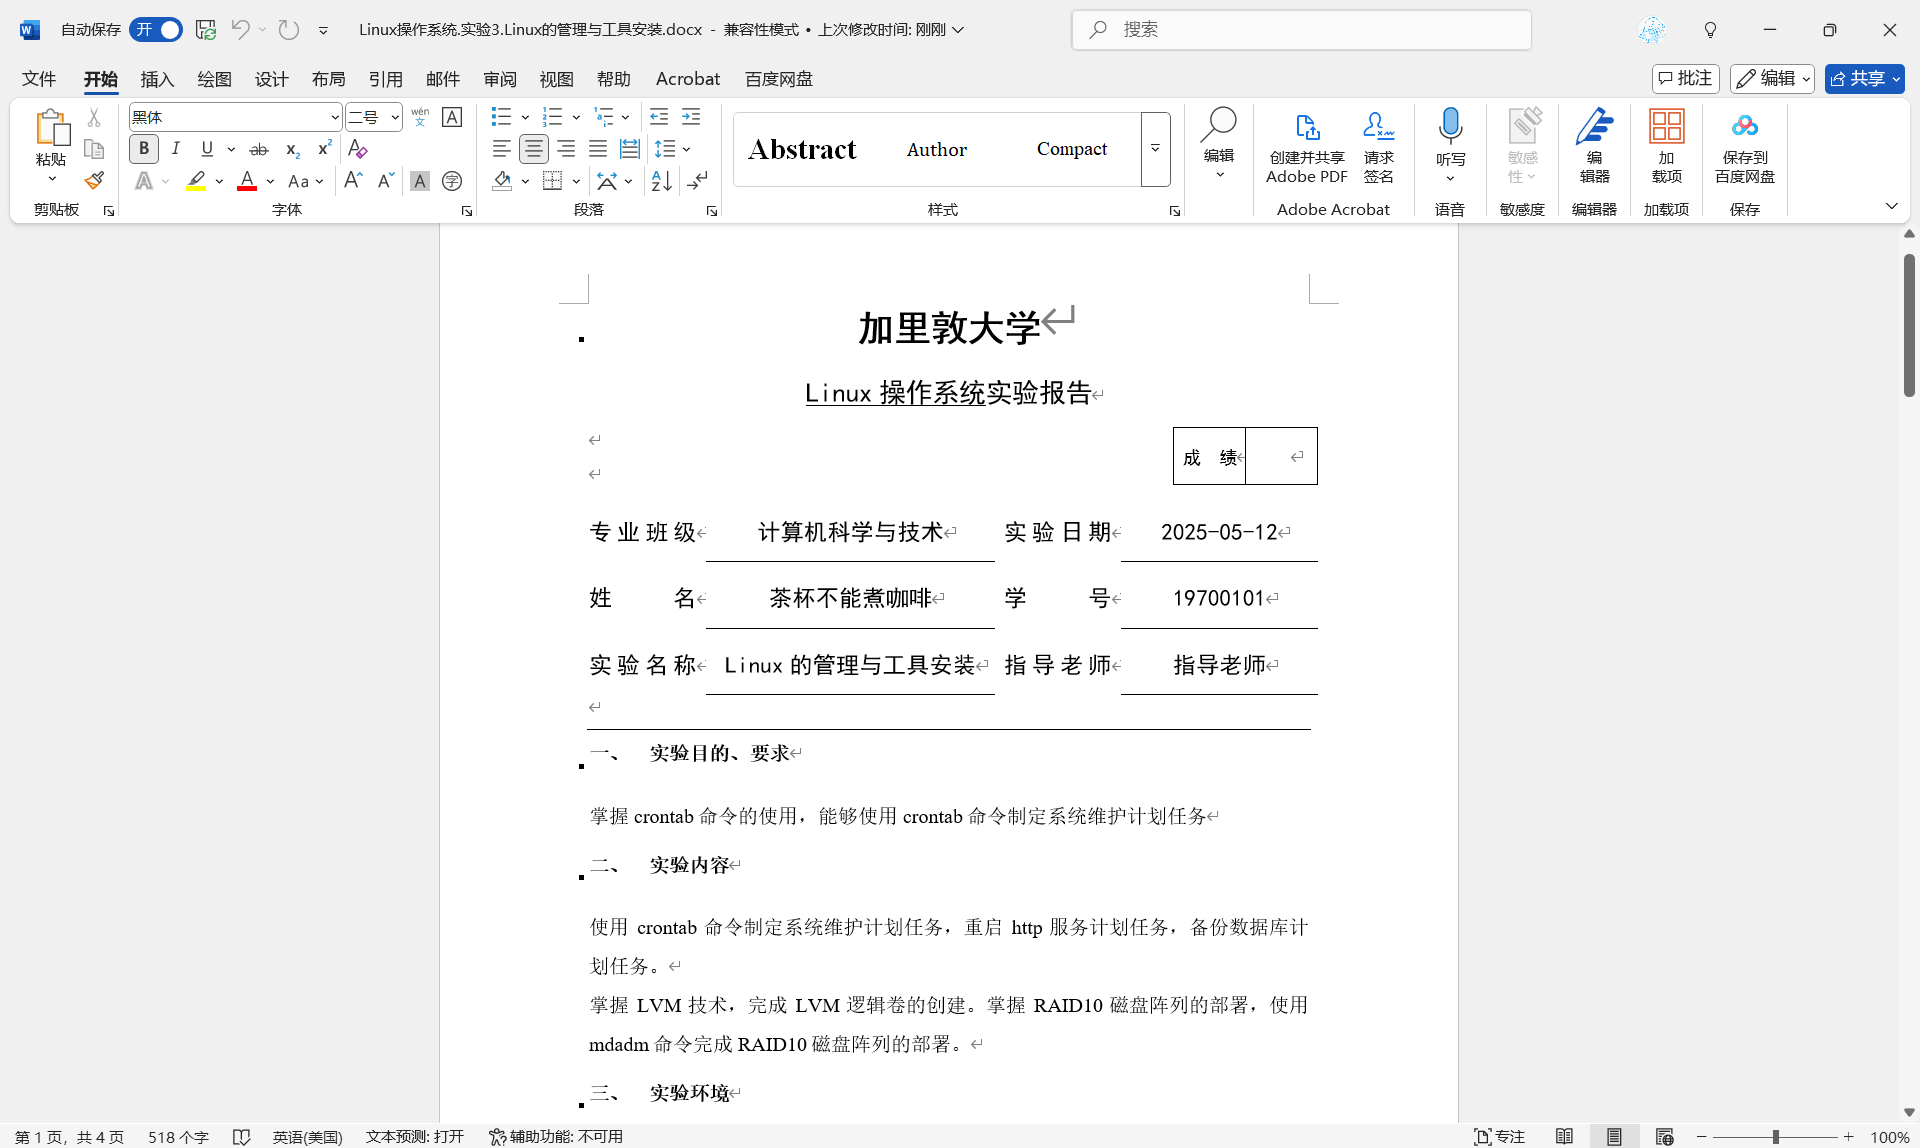 自动保存 开 Linux操作系统.实验3.Linux的管理与工具安装.docx - 兼容性模式 • 上次修改时间: 刚刚 搜索
文件 开始 插入 绘图 设计 布局 引用 邮件 审阅 视图 帮助 Acrobat 百度网盘 批注 编辑 共享
粘贴
剪贴板
黑体 二号 wén 文 A
B I U ab x₂ x² A
A A Aa A A A 字
字体
段落
Abstract Author Compact
样式
编辑
创建并共享 Adobe PDF
请求签名
Adobe Acrobat
听写
语音
敏感性
敏感度
编辑器
编辑器
加载项
加载项
保存到百度网盘
保存
加里敦大学
Linux 操作系统实验报告
成 绩
专业班级 计算机科学与技术 实验日期 2025-05-12
姓 名 茶杯不能煮咖啡 学 号 19700101
实验名称 Linux 的管理与工具安装 指导老师 指导老师
一、 实验目的、要求
掌握 crontab 命令的使用，能够使用 crontab 命令制定系统维护计划任务
二、 实验内容
使用 crontab 命令制定系统维护计划任务，重启 http 服务计划任务，备份数据库计
划任务。
掌握 LVM 技术，完成 LVM 逻辑卷的创建。掌握 RAID10 磁盘阵列的部署，使用
mdadm 命令完成 RAID10 磁盘阵列的部署。
三、 实验环境
第 1 页，共 4 页 518 个字 英语(美国) 文本预测: 打开 辅助功能: 不可用 专注 100%